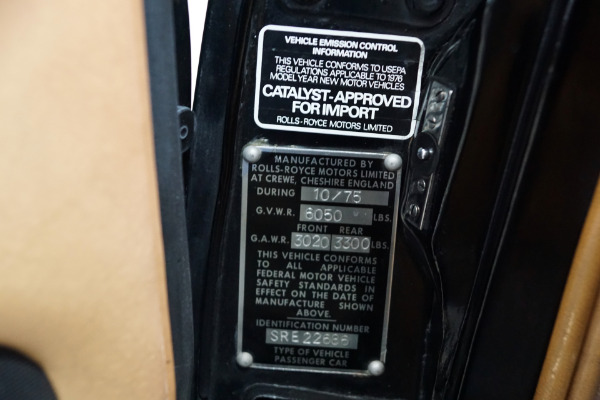 VEHICLE EMISSION CONTROL
INFORMATION
THIS VEHICLE CONFORMS TO USEPA
REGULATIONS APPLICABLE TO 1976
MODEL YEAR NEW MOTOR VEHICLES
CATALYST-APPROVED
FOR IMPORT
ROLLS-ROYCE MOTORS LIMITED
MANUFACTURED BY
ROLLS-ROYCE MOTORS LIMITED
AT CREWE, CHESHIRE ENGLAND
DURING 10/75
G.V.W.R. 6050 LBS.
FRONT REAR
G.A.W.R. 3020 3300 LBS.
THIS VEHICLE CONFORMS
TO ALL APPLICABLE
FEDERAL MOTOR VEHICLE
SAFETY STANDARDS IN
EFFECT ON THE DATE OF
MANUFACTURE SHOWN
ABOVE.
IDENTIFICATION NUMBER
TYPE OF VEHICLE
PASSENGER CAR